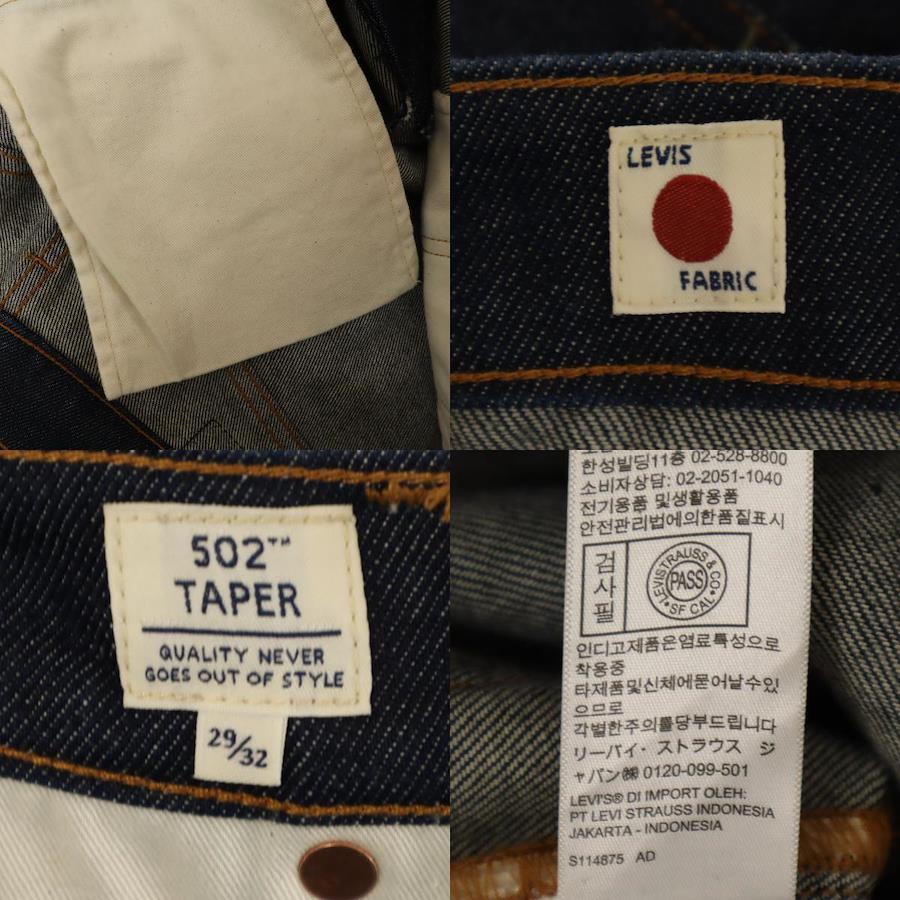 LEVIS
FABRIC
502™
TAPER
QUALITY NEVER
GOES OUT OF STYLE
29/32
한성빌딩11층 02-528-8800
소비자상담: 02-2051-1040
전기용품 및생활용품
안전관리법에의한품질표시
검사필
LEVI STRAUSS & CO
PASS
SF CAL
인디고제품은염료특성으로
착용중
타제품및신체에묻어날수있
으므로
각별한주의를당부드립니다
リーバイ・ストラウス ジ
ャパン㈱ 0120-099-501
LEVI'S® DI IMPORT OLEH:
PT LEVI STRAUSS INDONESIA
JAKARTA - INDONESIA
S114875 AD